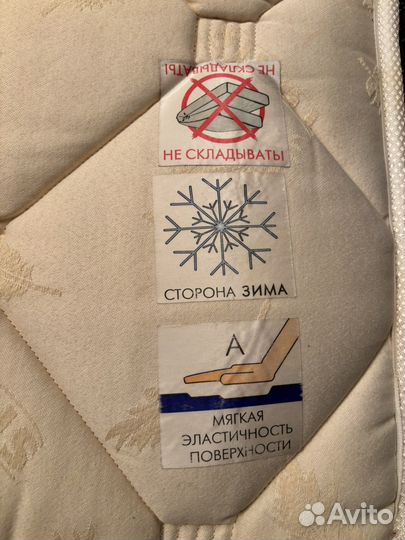 НЕ СКЛАДЫВАТЬ!
НЕ СКЛАДЫВАТЬ!
СТОРОНА ЗИМА
А
МЯГКАЯ
ЭЛАСТИЧНОСТЬ
ПОВЕРХНОСТИ
Avito